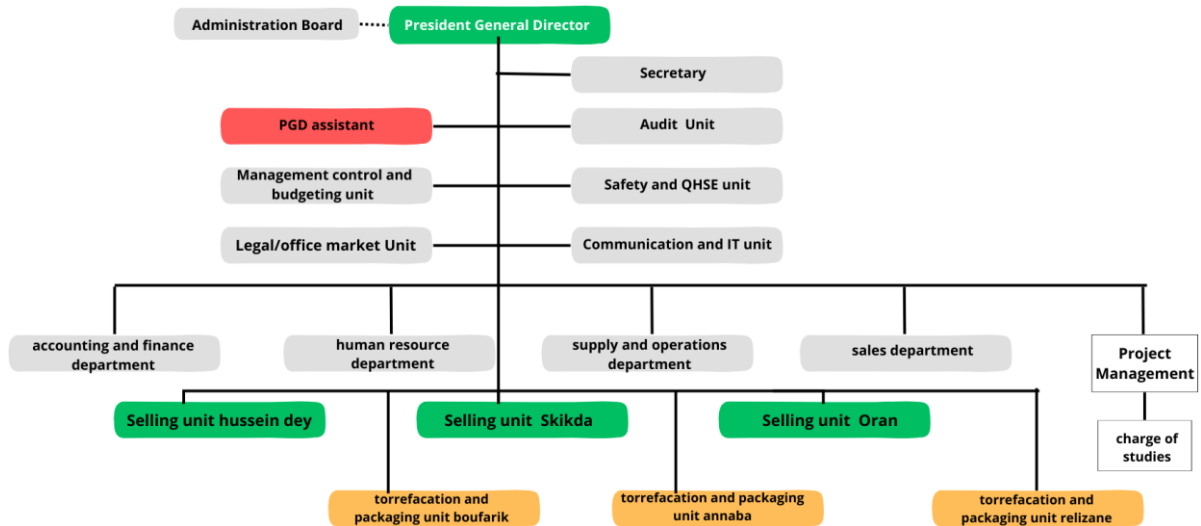 Administration Board
President General Director
Secretary
PGD assistant
Audit Unit
Management control and
budgeting unit
Safety and QHSE unit
Legal/office market Unit
Communication and IT unit
accounting and finance
department
human resource
department
supply and operations
department
sales department
Project
Management
Selling unit hussein dey
Selling unit Skikda
Selling unit Oran
charge of
studies
torrefacation and
packaging unit boufarik
torrefacation and packaging
unit annaba
torrefacation and
packaging unit relizane